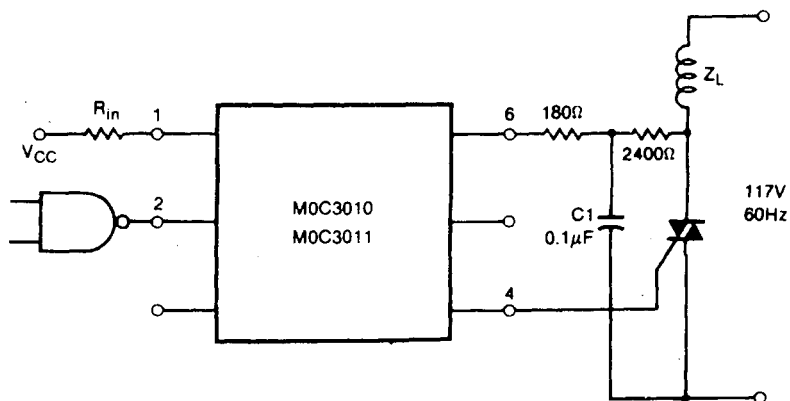 Rin
VCC
1
2
M0C3010
M0C3011
6
4
180Ω
2400Ω
C1
0.1μF
ZL
117V
60Hz